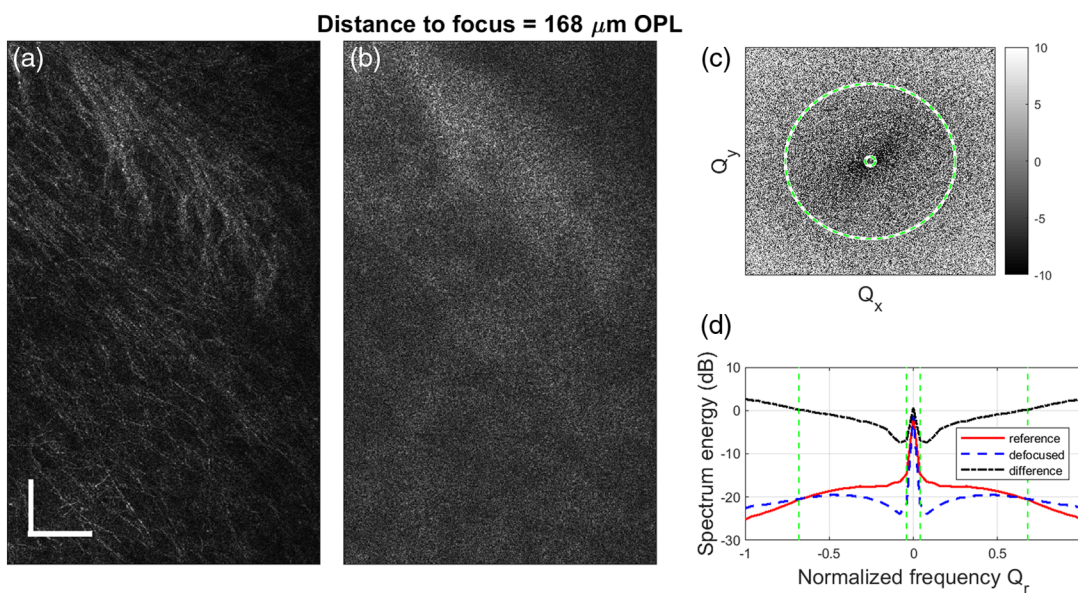 Distance to focus = 168 μm OPL
(a)
(b)
(c)
Q_y
Q_x
10
5
0
-5
-10
(d)
Spectrum energy (dB)
10
0
-10
-20
-30
reference
defocused
difference
-1
-0.5
0
0.5
1
Normalized frequency Q_r